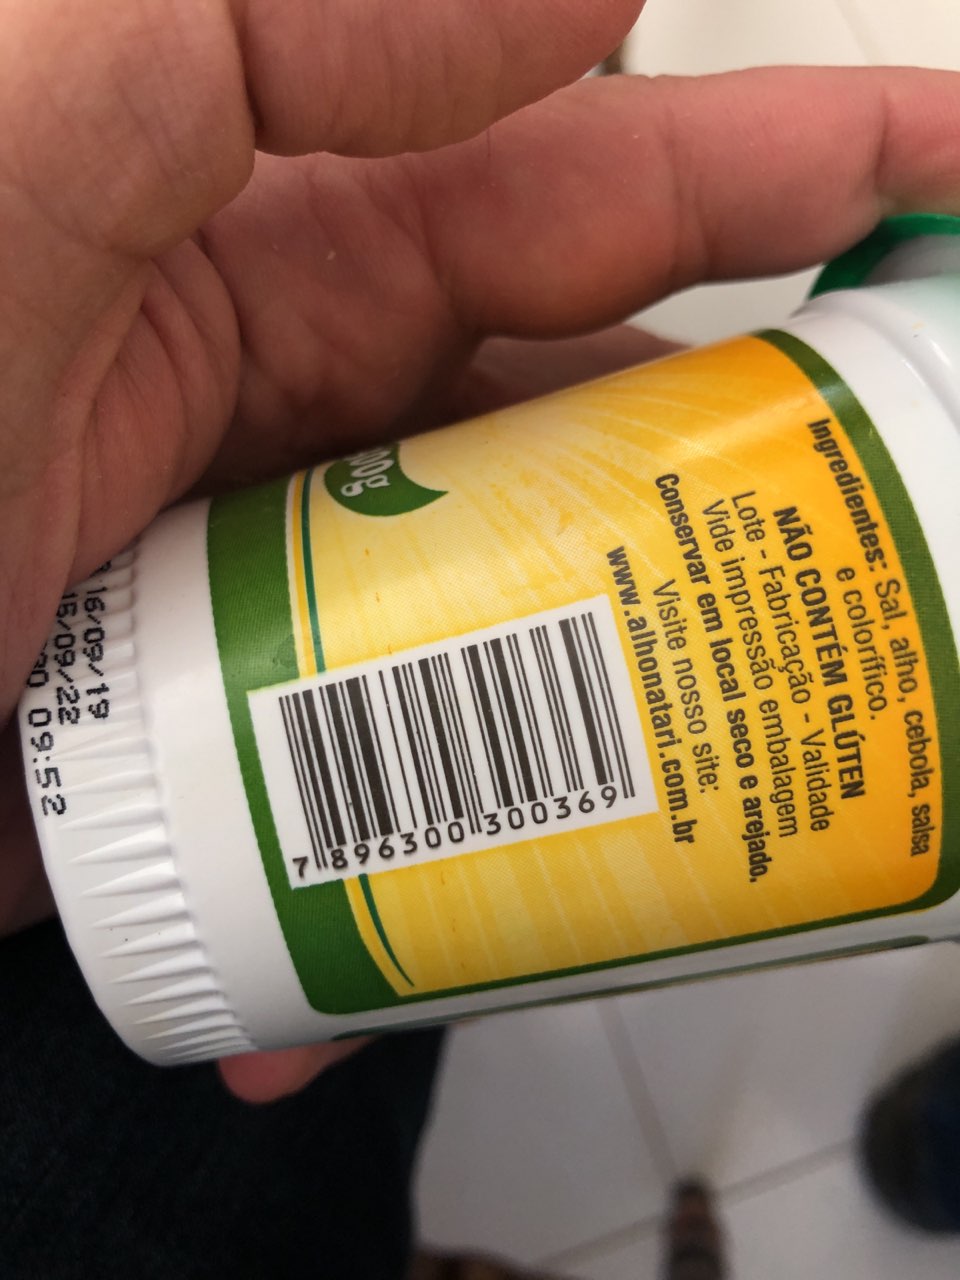 Ingredientes: Sal, alho, cebola, salsa
e colorífico.
NÃO CONTÉM GLÚTEN
Lote - Fabricação - Validade
Vide impressão embalagem
Conservar em local seco e arejado.
Visite nosso site:
www.alhonatari.com.br
7 896300 300369
16/09/19
15/09/22
09:52